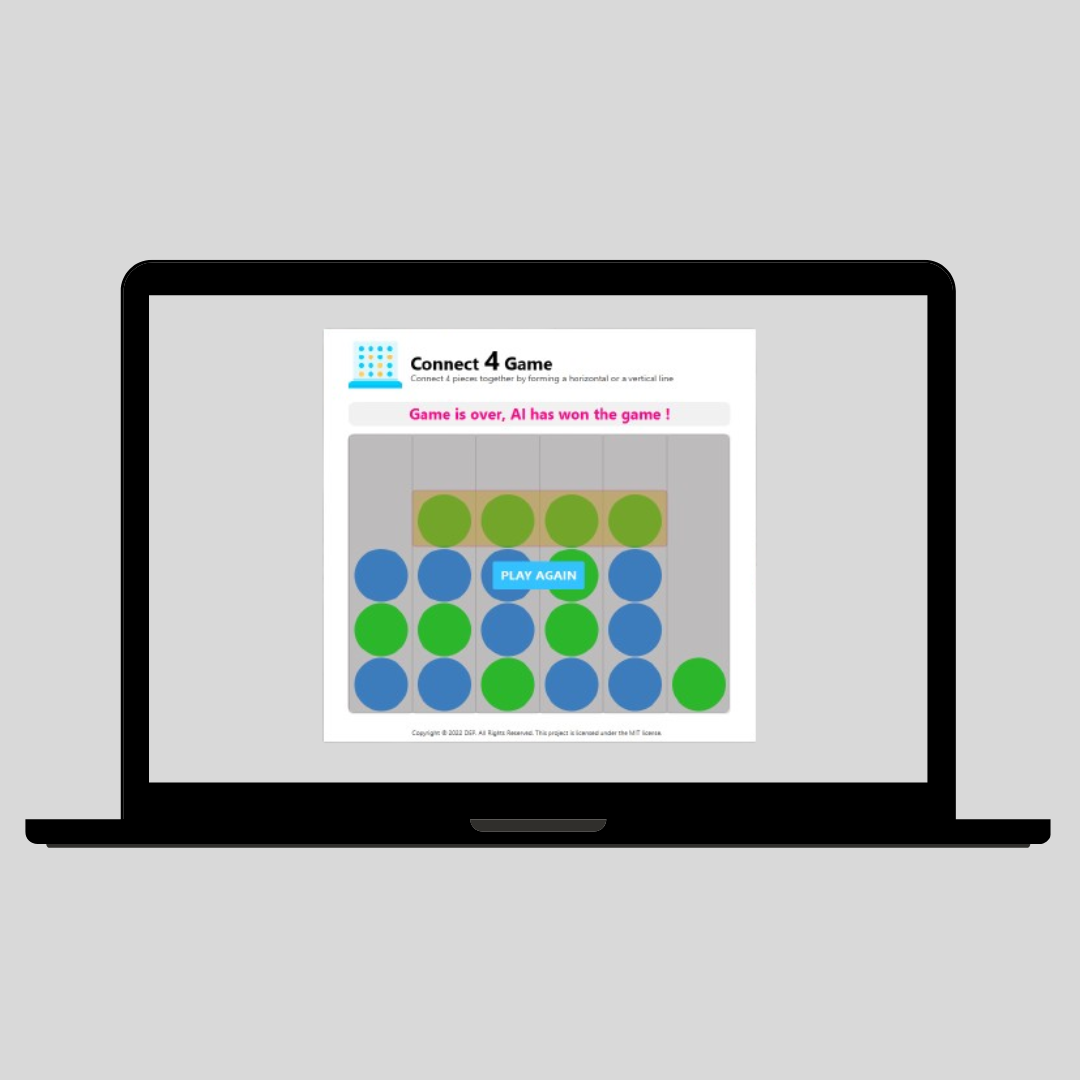 Connect 4 Game
Connect 4 pieces together by forming a horizontal or a vertical line
Game is over, AI has won the game !
PLAY AGAIN
Copyright © 2022 DEF. All Rights Reserved. This project is licensed under the MIT license.